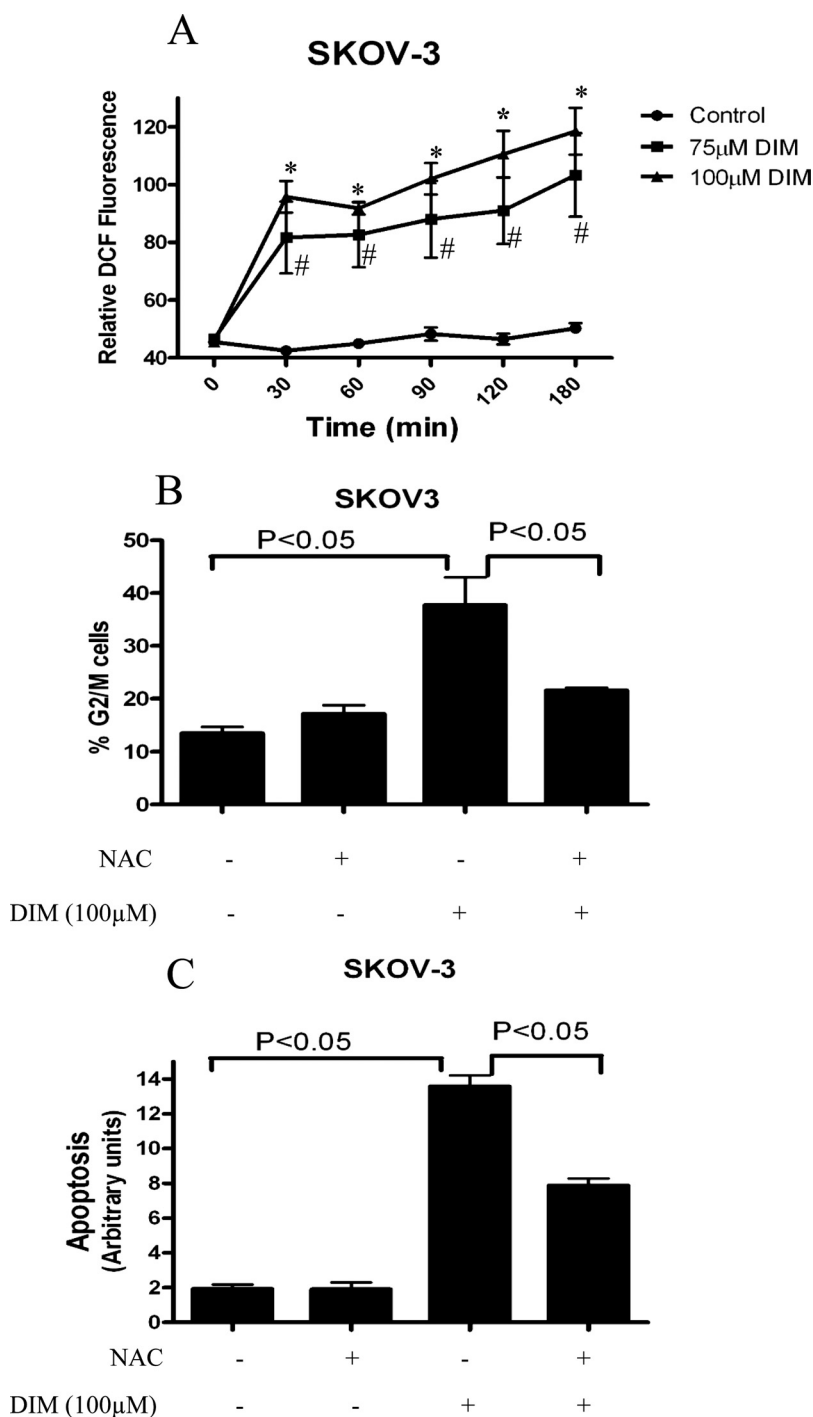 A
SKOV-3
Relative DCF Fluorescence
120
100
80
60
40
* * * * *
# # # # #
Control
75μM DIM
100μM DIM
0 30 60 90 120 180
Time (min)
B
SKOV3
P<0.05 P<0.05
% G2/M cells
50
40
30
20
10
0
NAC - + - +
DIM (100μM) - - + +
C
SKOV-3
P<0.05 P<0.05
Apoptosis
(Arbitrary units)
14
12
10
8
6
4
2
0
NAC - + - +
DIM (100μM) - - + +